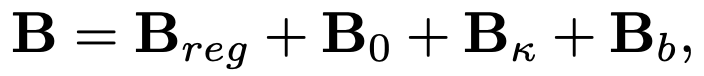 𝐁 = 𝐁_{reg} + 𝐁_0 + 𝐁_κ + 𝐁_b,